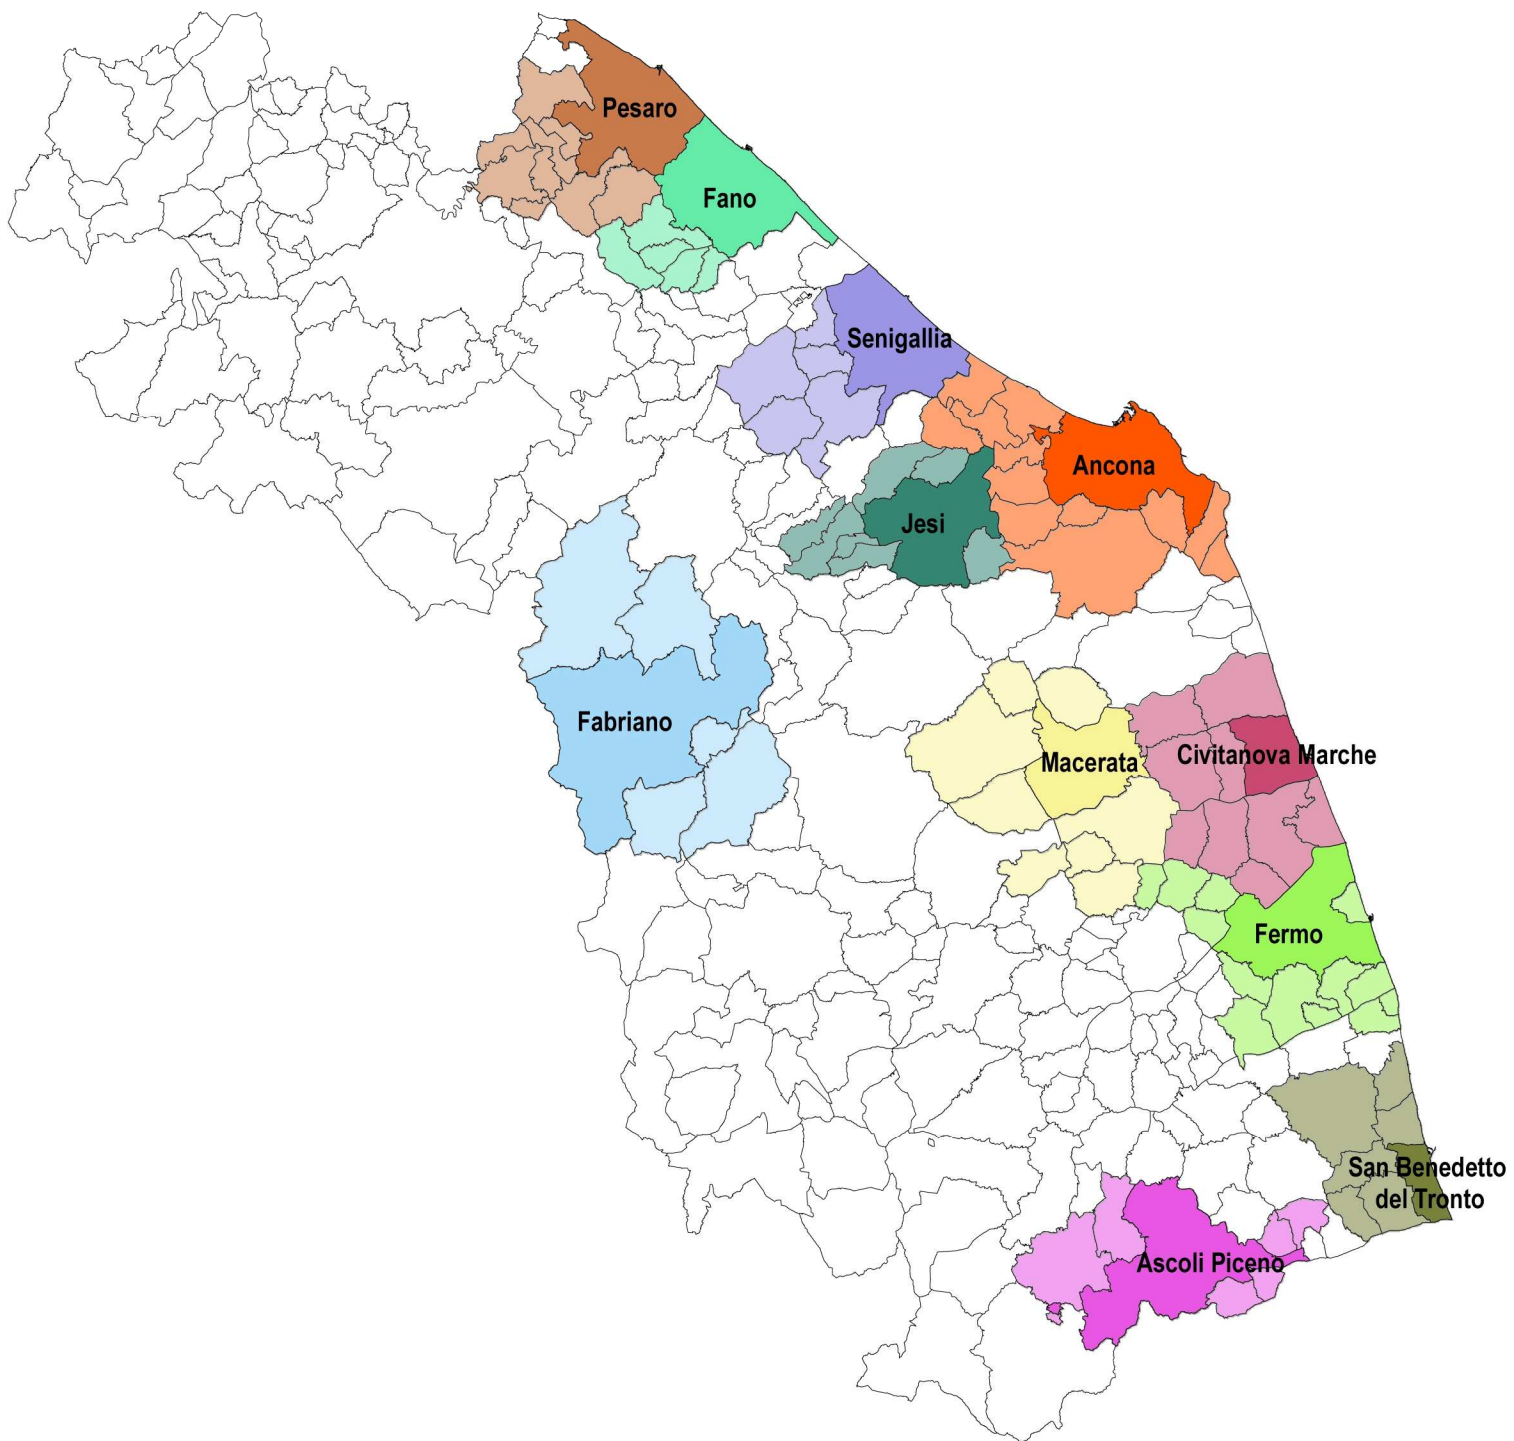 Pesaro
Fano
Senigallia
Ancona
Jesi
Fabriano
Macerata
Civitanova Marche
Fermo
San Benedetto
del Tronto
Ascoli Piceno